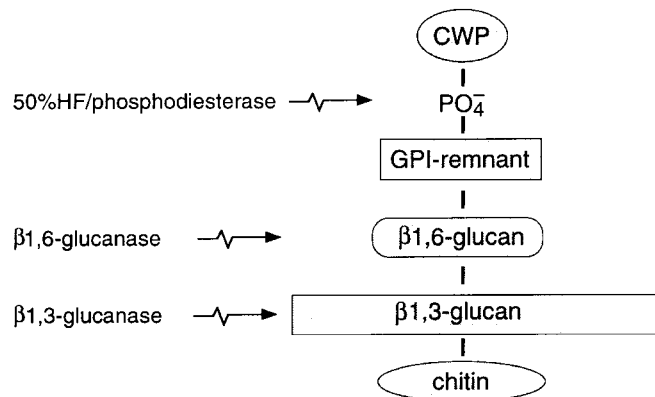 CWP
50%HF/phosphodiesterase
PO₄⁻
GPI-remnant
β1,6-glucanase
β1,6-glucan
β1,3-glucanase
β1,3-glucan
chitin